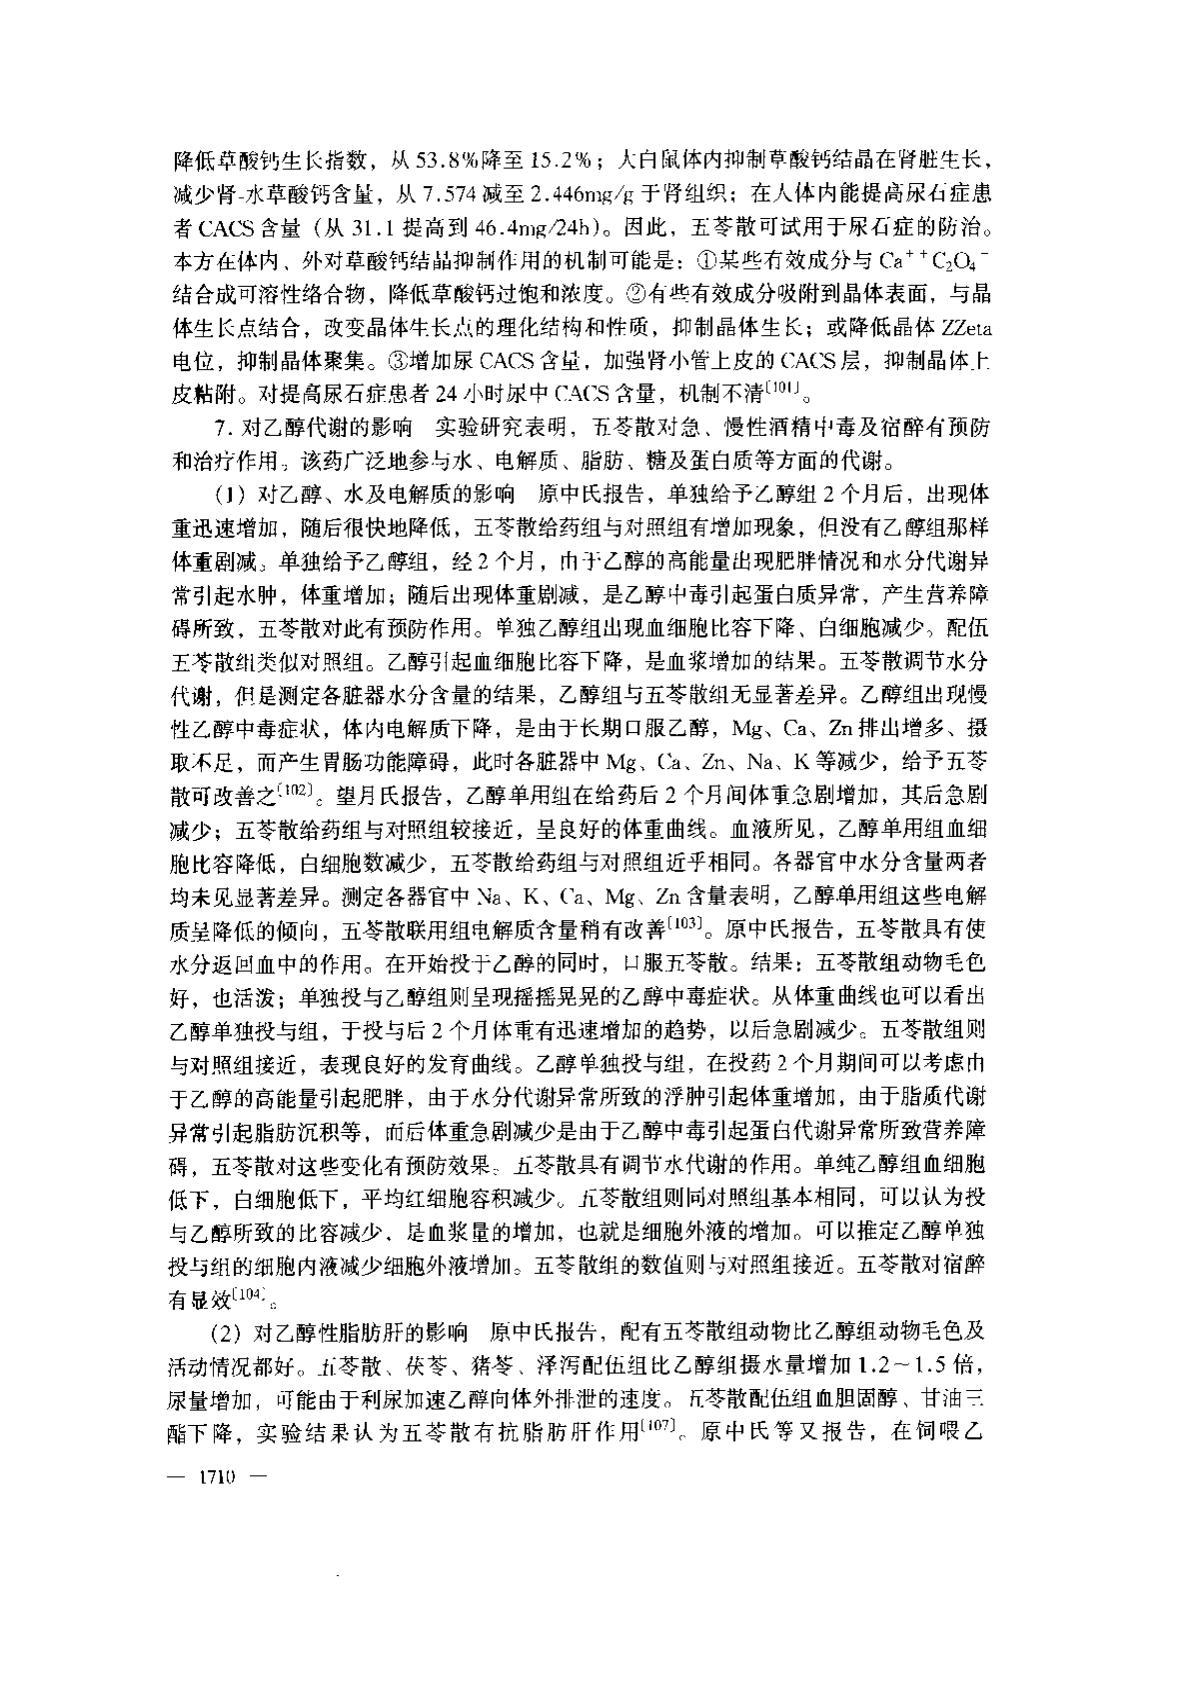 降低草酸钙生长指数，从 53.8%降至 15.2%；大白鼠体内抑制草酸钙结晶在肾脏生长，
减少肾-水草酸钙含量，从 7.574 减至 2.446mg/g 于肾组织；在人体内能提高尿石症患
者 CACS 含量（从 31.1 提高到 46.4mg/24h）。因此，五苓散可试用于尿石症的防治。
本方在体内、外对草酸钙结晶抑制作用的机制可能是：①某些有效成分与 Ca⁺⁺C₂O₄⁻
结合成可溶性络合物，降低草酸钙过饱和浓度。②有些有效成分吸附到晶体表面，与晶
体生长点结合，改变晶体生长点的理化结构和性质，抑制晶体生长；或降低晶体 ZZeta
电位，抑制晶体聚集。③增加尿 CACS 含量，加强肾小管上皮的 CACS 层，抑制晶体上
皮粘附。对提高尿石症患者 24 小时尿中 CACS 含量，机制不清〔101〕。
7. 对乙醇代谢的影响　实验研究表明，五苓散对急、慢性酒精中毒及宿醉有预防
和治疗作用。该药广泛地参与水、电解质、脂肪、糖及蛋白质等方面的代谢。
（1）对乙醇、水及电解质的影响　原中氏报告，单独给予乙醇组 2 个月后，出现体
重迅速增加，随后很快地降低，五苓散给药组与对照组有增加现象，但没有乙醇组那样
体重剧减。单独给予乙醇组，经 2 个月，由于乙醇的高能量出现肥胖情况和水分代谢异
常引起水肿，体重增加；随后出现体重剧减，是乙醇中毒引起蛋白质异常，产生营养障
碍所致，五苓散对此有预防作用。单独乙醇组出现血细胞比容下降、白细胞减少。配伍
五苓散组类似对照组。乙醇引起血细胞比容下降，是血浆增加的结果。五苓散调节水分
代谢，但是测定各脏器水分含量的结果，乙醇组与五苓散组无显著差异。乙醇组出现慢
性乙醇中毒症状，体内电解质下降，是由于长期口服乙醇，Mg、Ca、Zn 排出增多、摄
取不足，而产生胃肠功能障碍，此时各脏器中 Mg、Ca、Zn、Na、K 等减少，给予五苓
散可改善之〔102〕。望月氏报告，乙醇单用组在给药后 2 个月间体重急剧增加，其后急剧
减少；五苓散给药组与对照组较接近，呈良好的体重曲线。血液所见，乙醇单用组血细
胞比容降低，白细胞数减少，五苓散给药组与对照组近乎相同。各器官中水分含量两者
均未见显著差异。测定各器官中 Na、K、Ca、Mg、Zn 含量表明，乙醇单用组这些电解
质呈降低的倾向，五苓散联用组电解质含量稍有改善〔103〕。原中氏报告，五苓散具有使
水分返回血中的作用。在开始投于乙醇的同时，口服五苓散。结果：五苓散组动物毛色
好，也活泼；单独投与乙醇组则呈现摇摇晃晃的乙醇中毒症状。从体重曲线也可以看出
乙醇单独投与组，于投与后 2 个月体重有迅速增加的趋势，以后急剧减少。五苓散组则
与对照组接近，表现良好的发育曲线。乙醇单独投与组，在投药 2 个月期间可以考虑由
于乙醇的高能量引起肥胖，由于水分代谢异常所致的浮肿引起体重增加，由于脂质代谢
异常引起脂肪沉积等，而后体重急剧减少是由于乙醇中毒引起蛋白代谢异常所致营养障
碍，五苓散对这些变化有预防效果。五苓散具有调节水代谢的作用。单纯乙醇组血细胞
低下，白细胞低下，平均红细胞容积减少。五苓散组则同对照组基本相同，可以认为投
与乙醇所致的比容减少、是血浆量的增加，也就是细胞外液的增加。可以推定乙醇单独
投与组的细胞内液减少细胞外液增加。五苓散组的数值则与对照组接近。五苓散对宿醉
有显效〔104〕。
（2）对乙醇性脂肪肝的影响　原中氏报告，配有五苓散组动物比乙醇组动物毛色及
活动情况都好。五苓散、茯苓、猪苓、泽泻配伍组比乙醇组摄水量增加 1.2～1.5 倍，
尿量增加，可能由于利尿加速乙醇向体外排泄的速度。五苓散配伍组血胆固醇、甘油三
酯下降，实验结果认为五苓散有抗脂肪肝作用〔107〕。原中氏等又报告，在饲喂乙
— 1710 —